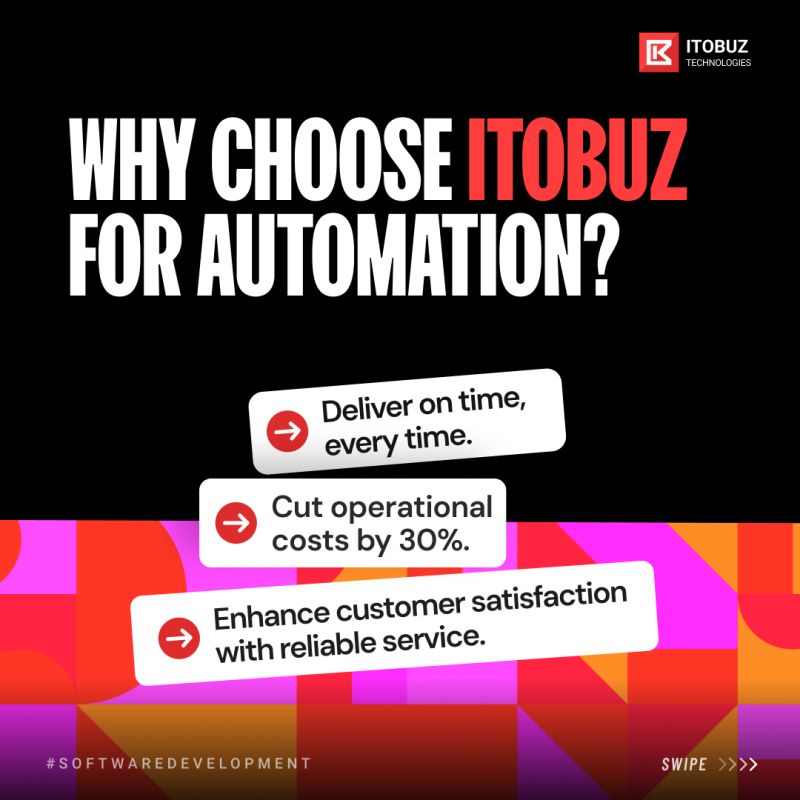 ITOBUZ
TECHNOLOGIES
WHY CHOOSE ITOBUZ
FOR AUTOMATION?
Deliver on time,
every time.
Cut operational
costs by 30%.
Enhance customer satisfaction
with reliable service.
#SOFTWAREDEVELOPMENT
SWIPE >>>>